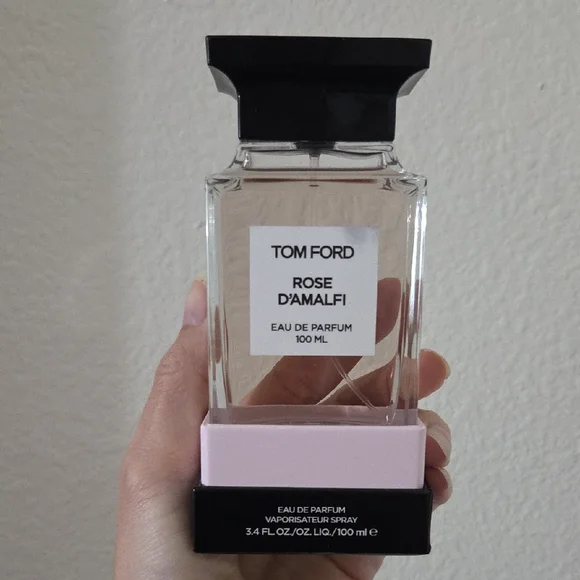 TOM FORD
ROSE
D'AMALFI
EAU DE PARFUM
100 ML
EAU DE PARFUM
VAPORISATEUR SPRAY
3.4 FL.OZ./OZ. LIQ./100 ml ℮